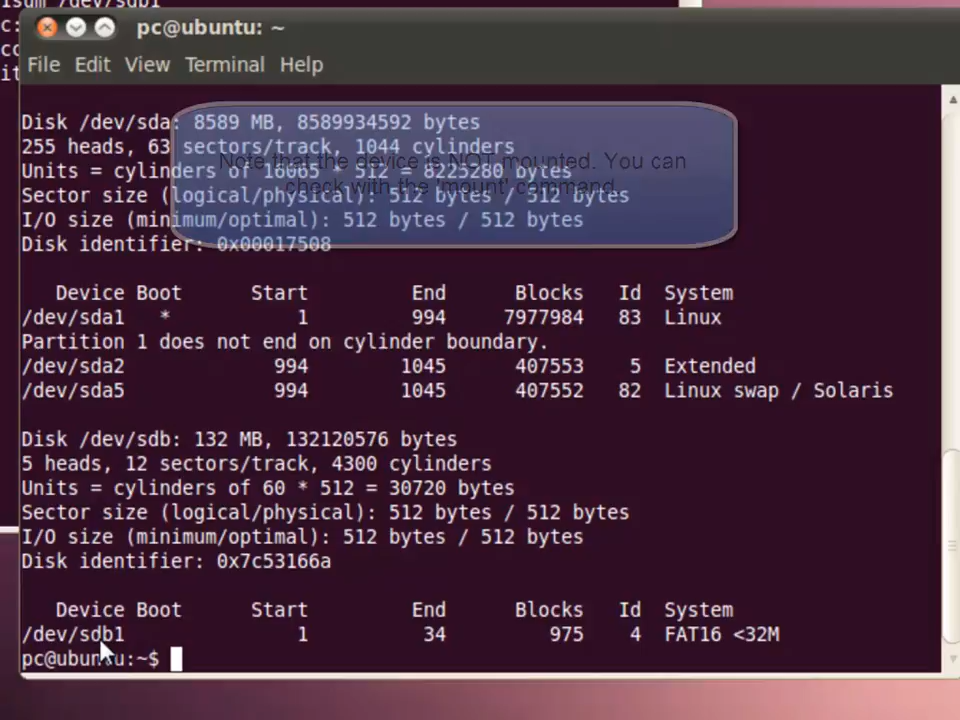 isum /dev/sdb1
pc@ubuntu: ~
File Edit View Terminal Help
Disk /dev/sda: 8589 MB, 8589934592 bytes
255 heads, 63 sectors/track, 1044 cylinders
Units = cylinders of 16065 * 512 = 8225280 bytes
Sector size (logical/physical): 512 bytes / 512 bytes
I/O size (minimum/optimal): 512 bytes / 512 bytes
Disk identifier: 0x00017508
Note that the device is NOT mounted. You can
check with the 'mount' command.
Device Boot Start End Blocks Id System
/dev/sda1 * 1 994 7977984 83 Linux
Partition 1 does not end on cylinder boundary.
/dev/sda2 994 1045 407553 5 Extended
/dev/sda5 994 1045 407552 82 Linux swap / Solaris
Disk /dev/sdb: 132 MB, 132120576 bytes
5 heads, 12 sectors/track, 4300 cylinders
Units = cylinders of 60 * 512 = 30720 bytes
Sector size (logical/physical): 512 bytes / 512 bytes
I/O size (minimum/optimal): 512 bytes / 512 bytes
Disk identifier: 0x7c53166a
Device Boot Start End Blocks Id System
/dev/sdb1 1 34 975 4 FAT16 <32M
pc@ubuntu:~$